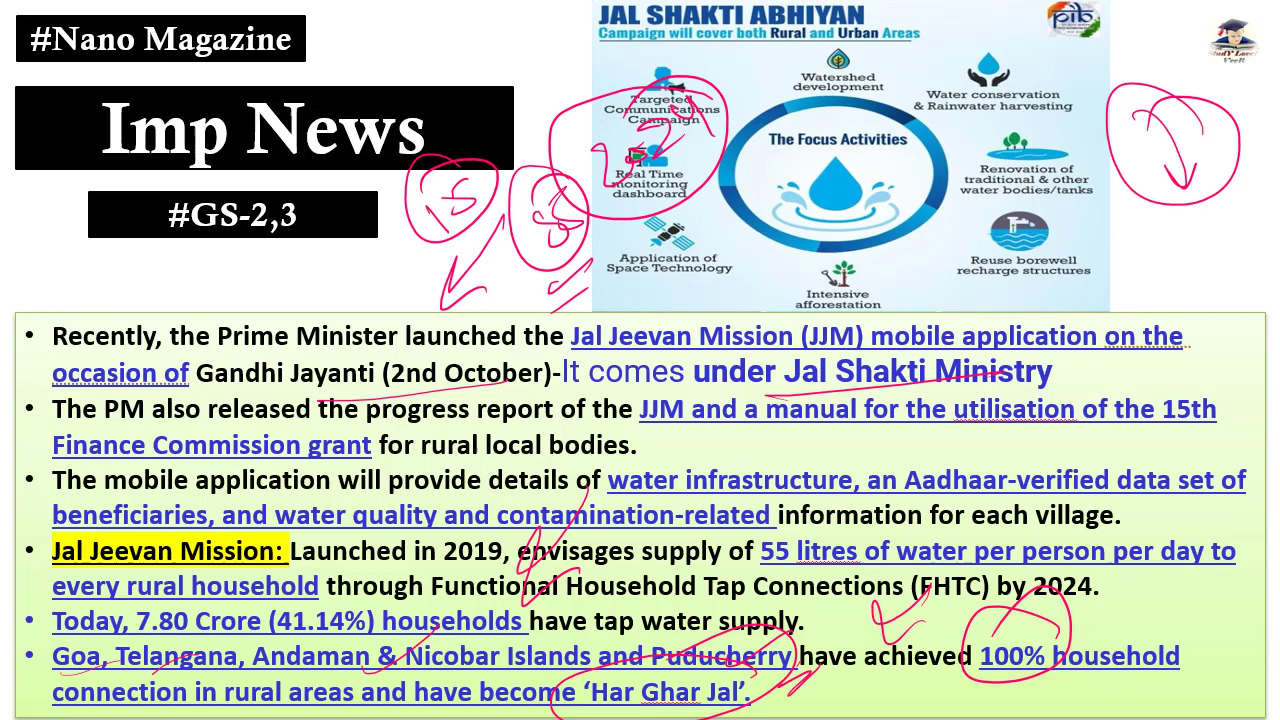 #Nano Magazine
Imp News
#GS-2,3
JAL SHAKTI ABHIYAN
Campaign will cover both Rural and Urban Areas
pib
Targeted
Communications
Campaign
Real Time
monitoring
dashboard
Application of
Space Technology
Watershed
development
The Focus Activities
Intensive
afforestation
Water conservation
& Rainwater harvesting
Renovation of
traditional & other
water bodies/tanks
Reuse borewell
recharge structures
15
55
• Recently, the Prime Minister launched the Jal Jeevan Mission (JJM) mobile application on the
occasion of Gandhi Jayanti (2nd October)-It comes under Jal Shakti Ministry
• The PM also released the progress report of the JJM and a manual for the utilisation of the 15th
Finance Commission grant for rural local bodies.
• The mobile application will provide details of water infrastructure, an Aadhaar-verified data set of
beneficiaries, and water quality and contamination-related information for each village.
• Jal Jeevan Mission: Launched in 2019, envisages supply of 55 litres of water per person per day to
every rural household through Functional Household Tap Connections (FHTC) by 2024.
• Today, 7.80 Crore (41.14%) households have tap water supply.
• Goa, Telangana, Andaman & Nicobar Islands and Puducherry have achieved 100% household
connection in rural areas and have become ‘Har Ghar Jal’.